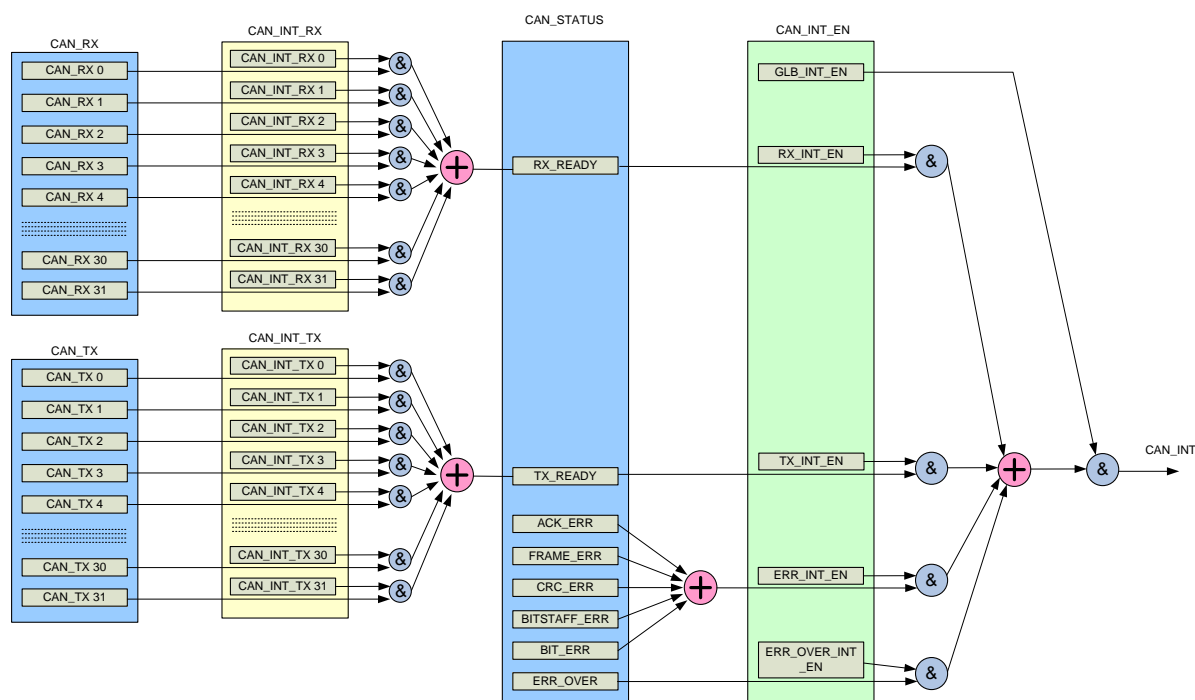 CAN_RX
CAN_RX 0
CAN_RX 1
CAN_RX 2
CAN_RX 3
CAN_RX 4
CAN_RX 30
CAN_RX 31
CAN_INT_RX
CAN_INT_RX 0
CAN_INT_RX 1
CAN_INT_RX 2
CAN_INT_RX 3
CAN_INT_RX 4
CAN_INT_RX 30
CAN_INT_RX 31
&
&
&
&
&
&
&
+
CAN_TX
CAN_TX 0
CAN_TX 1
CAN_TX 2
CAN_TX 3
CAN_TX 4
CAN_TX 30
CAN_TX 31
CAN_INT_TX
CAN_INT_TX 0
CAN_INT_TX 1
CAN_INT_TX 2
CAN_INT_TX 3
CAN_INT_TX 4
CAN_INT_TX 30
CAN_INT_TX 31
&
&
&
&
&
&
&
+
CAN_STATUS
RX_READY
TX_READY
ACK_ERR
FRAME_ERR
CRC_ERR
BITSTAFF_ERR
BIT_ERR
ERR_OVER
+
CAN_INT_EN
GLB_INT_EN
RX_INT_EN
TX_INT_EN
ERR_INT_EN
ERR_OVER_INT
_EN
&
&
&
&
+
&
CAN_INT